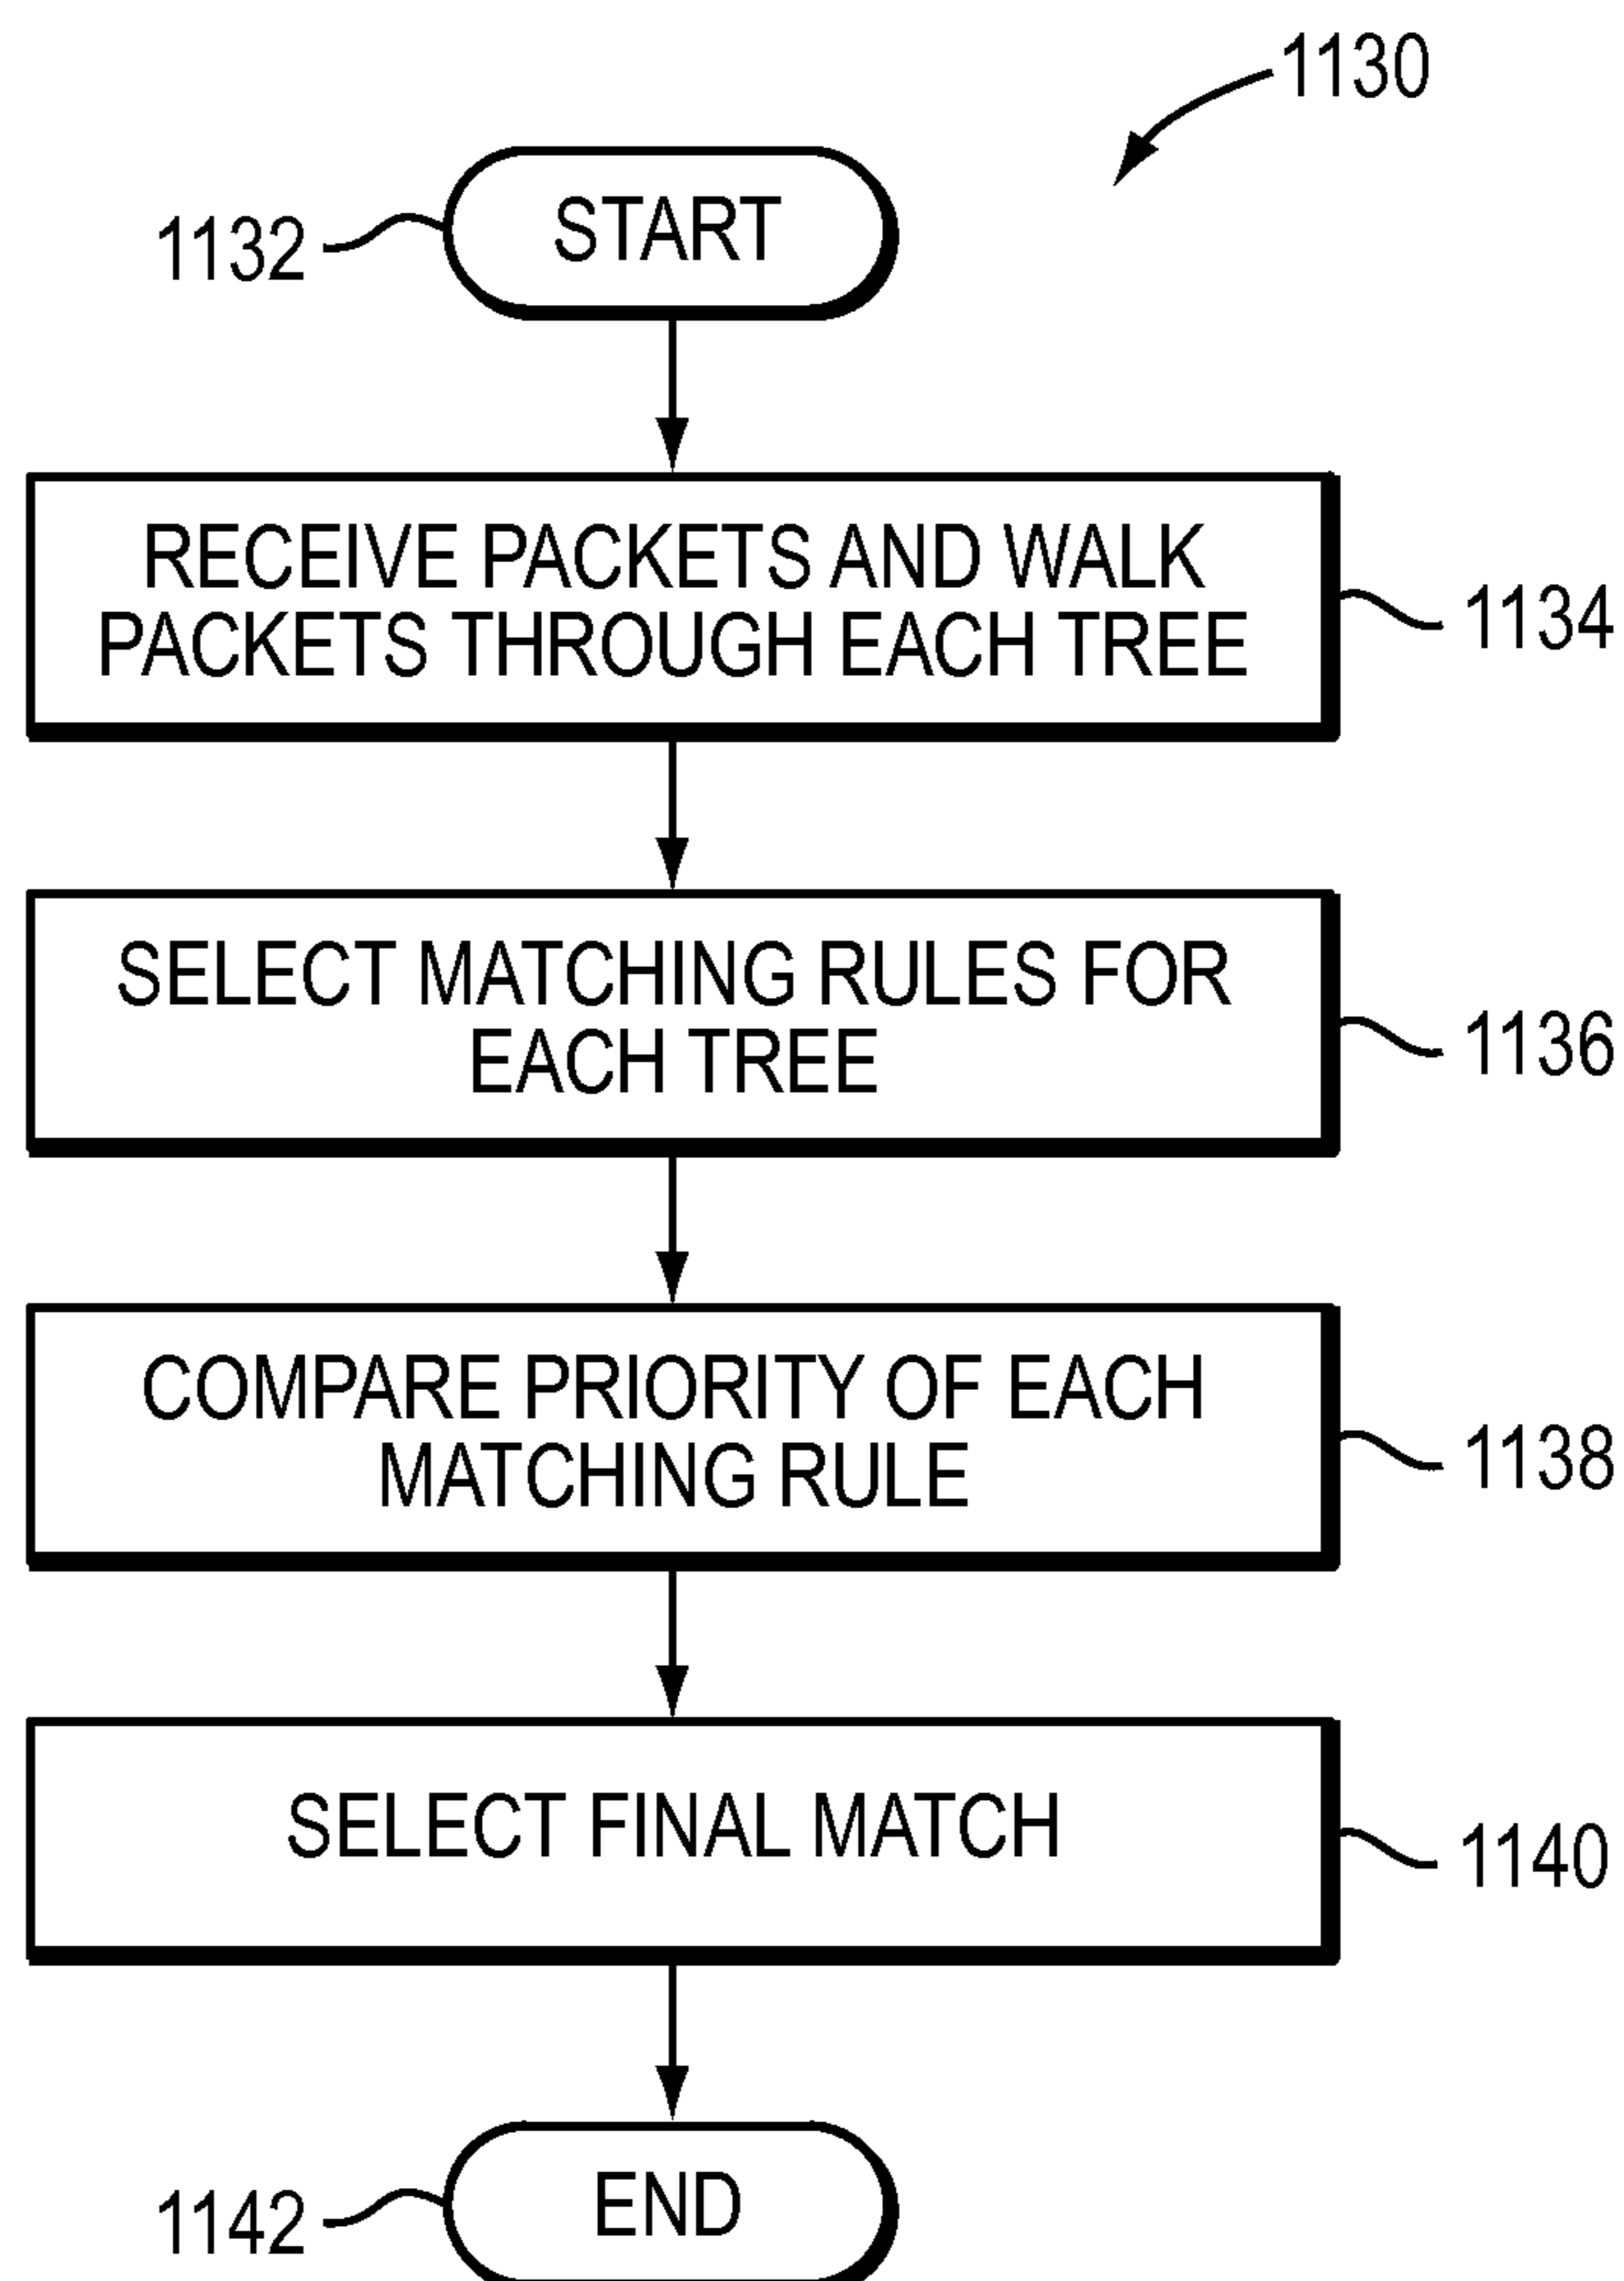 1130
1132
START
RECEIVE PACKETS AND WALK
PACKETS THROUGH EACH TREE
1134
SELECT MATCHING RULES FOR
EACH TREE
1136
COMPARE PRIORITY OF EACH
MATCHING RULE
1138
SELECT FINAL MATCH
1140
1142
END